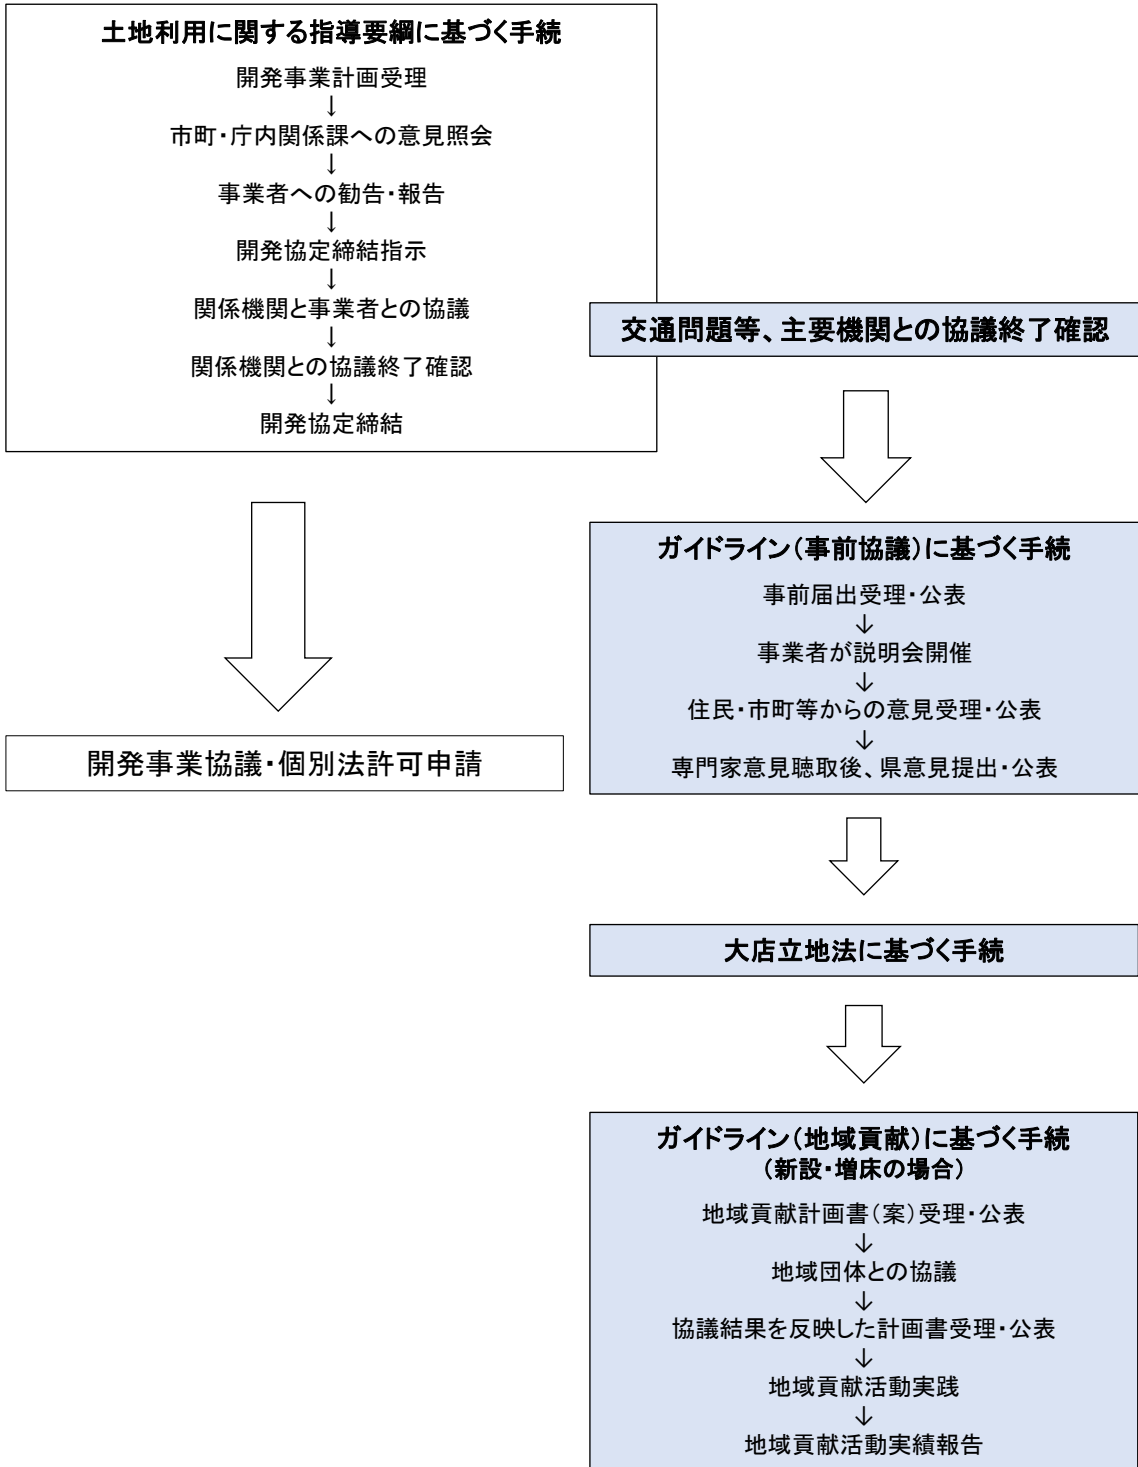 土地利用に関する指導要綱に基づく手続
開発事業計画受理
↓
市町・庁内関係課への意見照会
↓
事業者への勧告・報告
↓
開発協定締結指示
↓
関係機関と事業者との協議
↓
関係機関との協議終了確認
↓
開発協定締結
開発事業協議・個別法許可申請
交通問題等、主要機関との協議終了確認
ガイドライン（事前協議）に基づく手続
事前届出受理・公表
↓
事業者が説明会開催
↓
住民・市町等からの意見受理・公表
↓
専門家意見聴取後、県意見提出・公表
大店立地法に基づく手続
ガイドライン（地域貢献）に基づく手続
（新設・増床の場合）
地域貢献計画書（案）受理・公表
↓
地域団体との協議
↓
協議結果を反映した計画書受理・公表
↓
地域貢献活動実践
↓
地域貢献活動実績報告